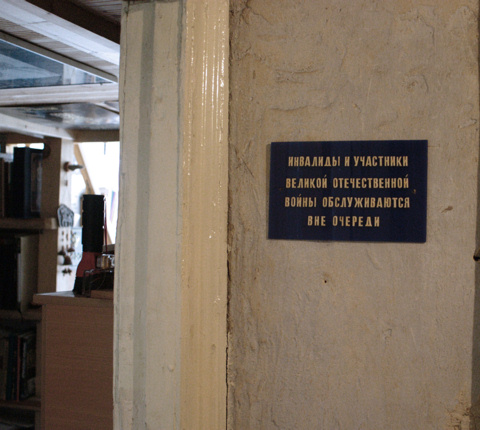 ИНВАЛИДЫ И УЧАСТНИКИ
ВЕЛИКОЙ ОТЕЧЕСТВЕННОЙ
ВОЙНЫ ОБСЛУЖИВАЮТСЯ
ВНЕ ОЧЕРЕДИ